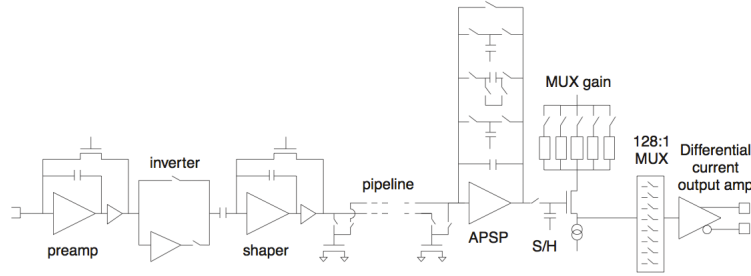 MUX gain
128:1
MUX
Differential
current
output amp
inverter
pipeline
preamp
shaper
APSP
S/H